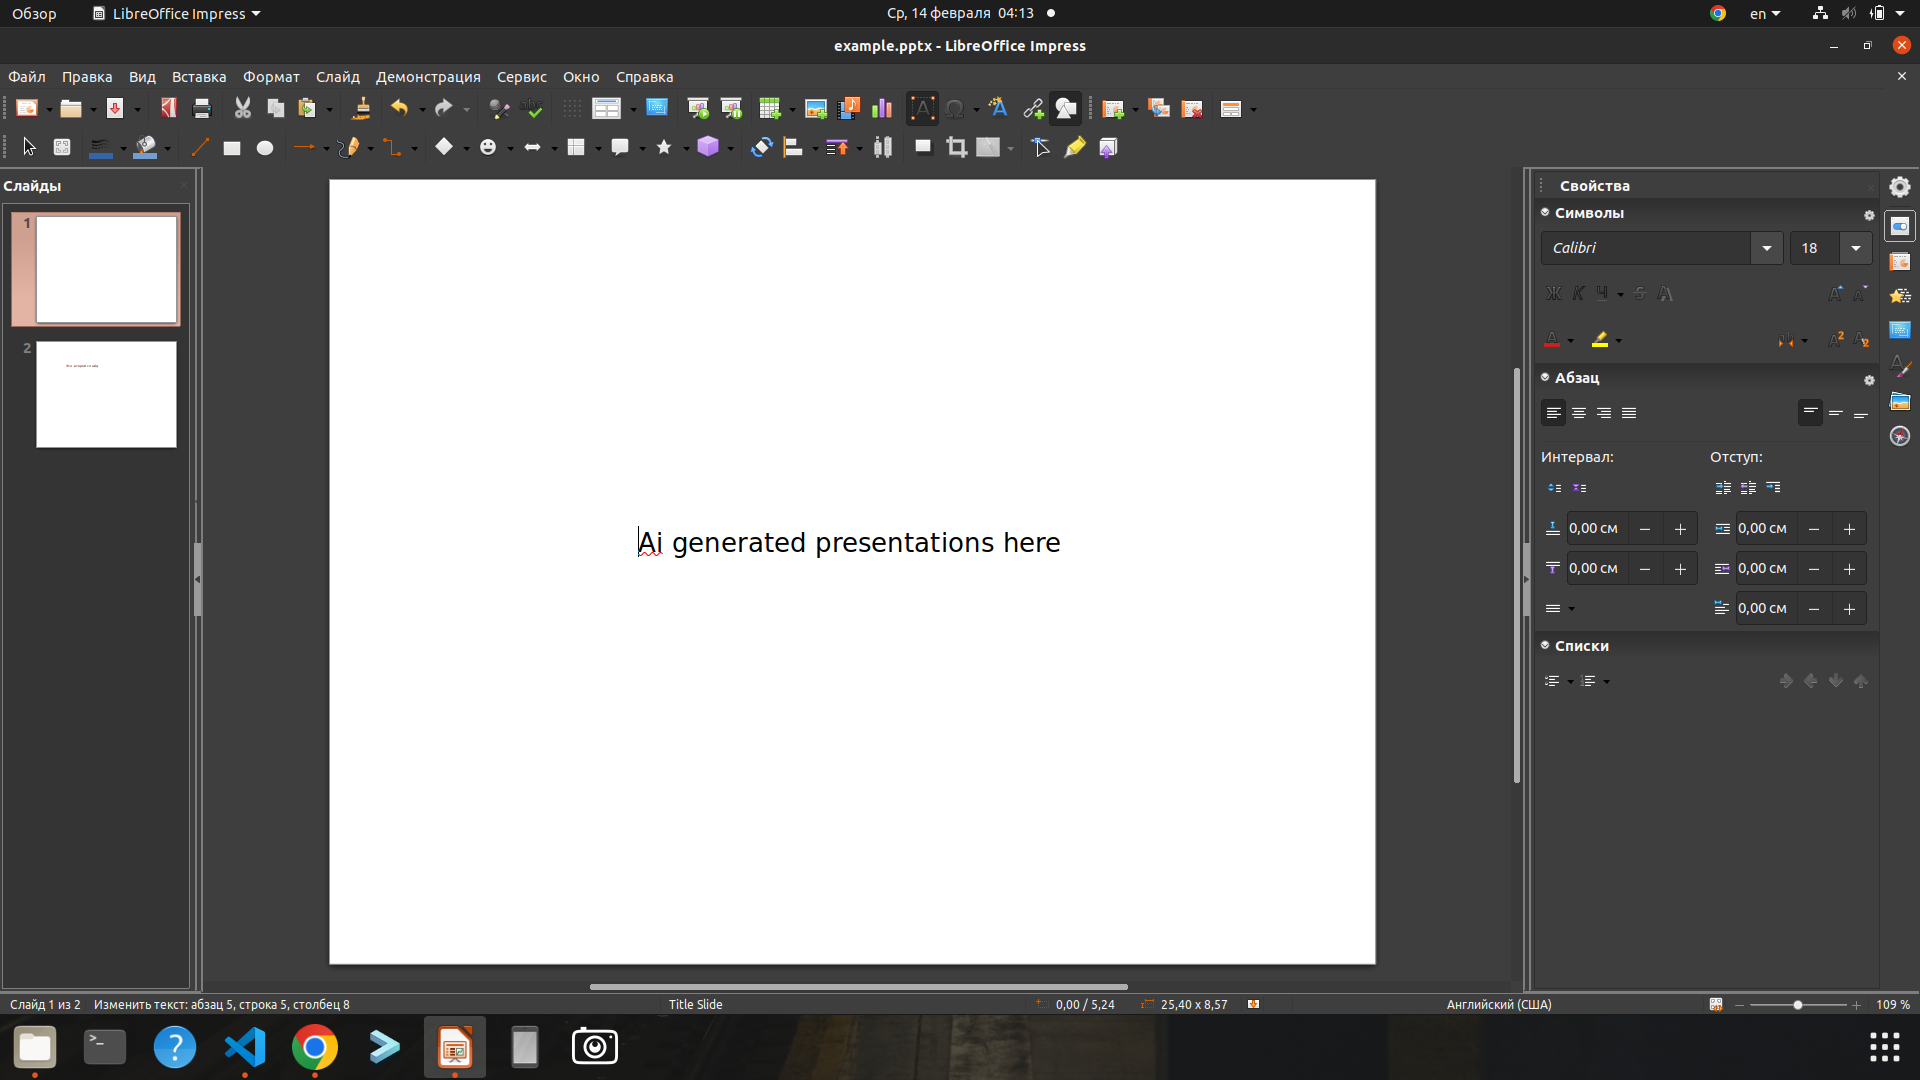 Обзор
LibreOffice Impress
Ср, 14 февраля 04:13
en
example.pptx - LibreOffice Impress
Файл Правка Вид Вставка Формат Слайд Демонстрация Сервис Окно Справка
Слайды
1
2
Ai generated presentations here
Свойства
Символы
Calibri
18
Абзац
Интервал:
Отступ:
0,00 см
0,00 см
0,00 см
0,00 см
0,00 см
Списки
Слайд 1 из 2
Изменить текст: абзац 5, строка 5, столбец 8
Title Slide
0,00 / 5,24
25,40 x 8,57
Английский (США)
109 %